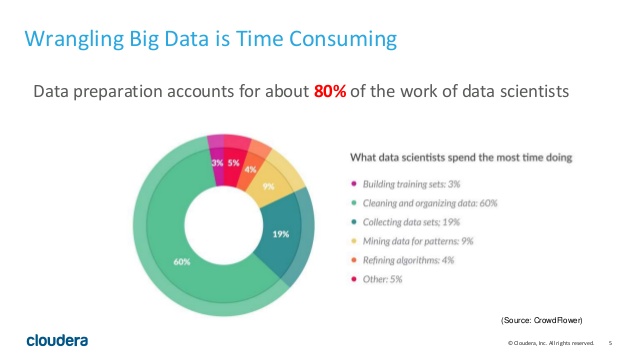 Wrangling Big Data is Time Consuming
Data preparation accounts for about 80% of the work of data scientists
3%
5%
4%
9%
19%
60%
What data scientists spend the most time doing
Building training sets: 3%
Cleaning and organizing data: 60%
Collecting data sets; 19%
Mining data for patterns: 9%
Refining algorithms: 4%
Other: 5%
(Source: CrowdFlower)
cloudera
© Cloudera, Inc. All rights reserved. 5